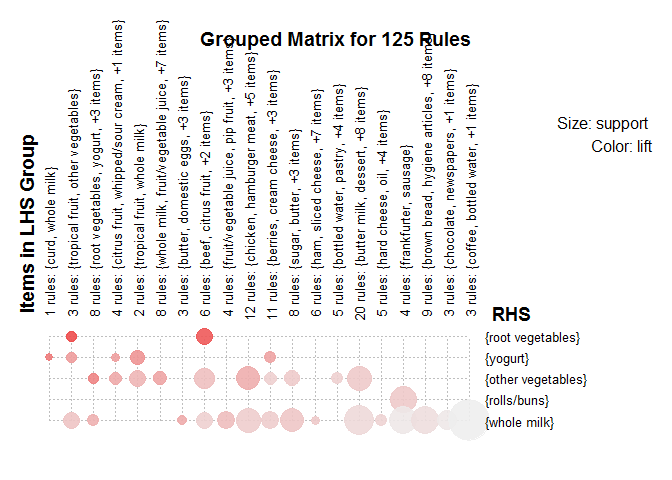 Grouped Matrix for 125 Rules
Size: support
Color: lift
Items in LHS Group
1 rules: {curd, whole milk}
3 rules: {tropical fruit, other vegetables}
8 rules: {root vegetables, yogurt, +3 items}
4 rules: {citrus fruit, whipped/sour cream, +1 items}
2 rules: {tropical fruit, whole milk}
8 rules: {whole milk, fruit/vegetable juice, +7 items}
3 rules: {butter, domestic eggs, +3 items}
6 rules: {beef, citrus fruit, +2 items}
4 rules: {fruit/vegetable juice, pip fruit, +3 items}
12 rules: {chicken, hamburger meat, +5 items}
11 rules: {berries, cream cheese, +3 items}
8 rules: {sugar, butter, +3 items}
6 rules: {ham, sliced cheese, +7 items}
5 rules: {bottled water, pastry, +4 items}
20 rules: {butter milk, dessert, +8 items}
5 rules: {hard cheese, oil, +4 items}
4 rules: {frankfurter, sausage}
9 rules: {brown bread, hygiene articles, +8 items}
3 rules: {chocolate, newspapers, +1 items}
3 rules: {coffee, bottled water, +1 items}
RHS
{root vegetables}
{yogurt}
{other vegetables}
{rolls/buns}
{whole milk}